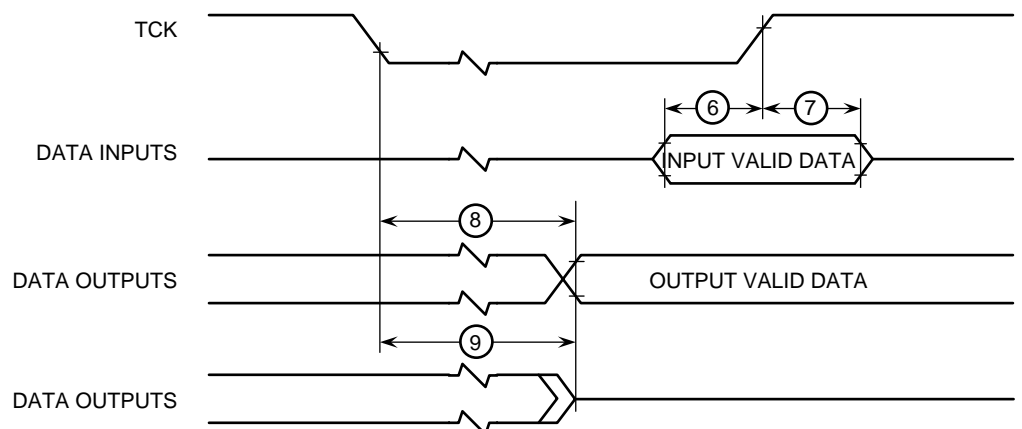 TCK
6
7
DATA INPUTS
INPUT VALID DATA
8
DATA OUTPUTS
OUTPUT VALID DATA
9
DATA OUTPUTS